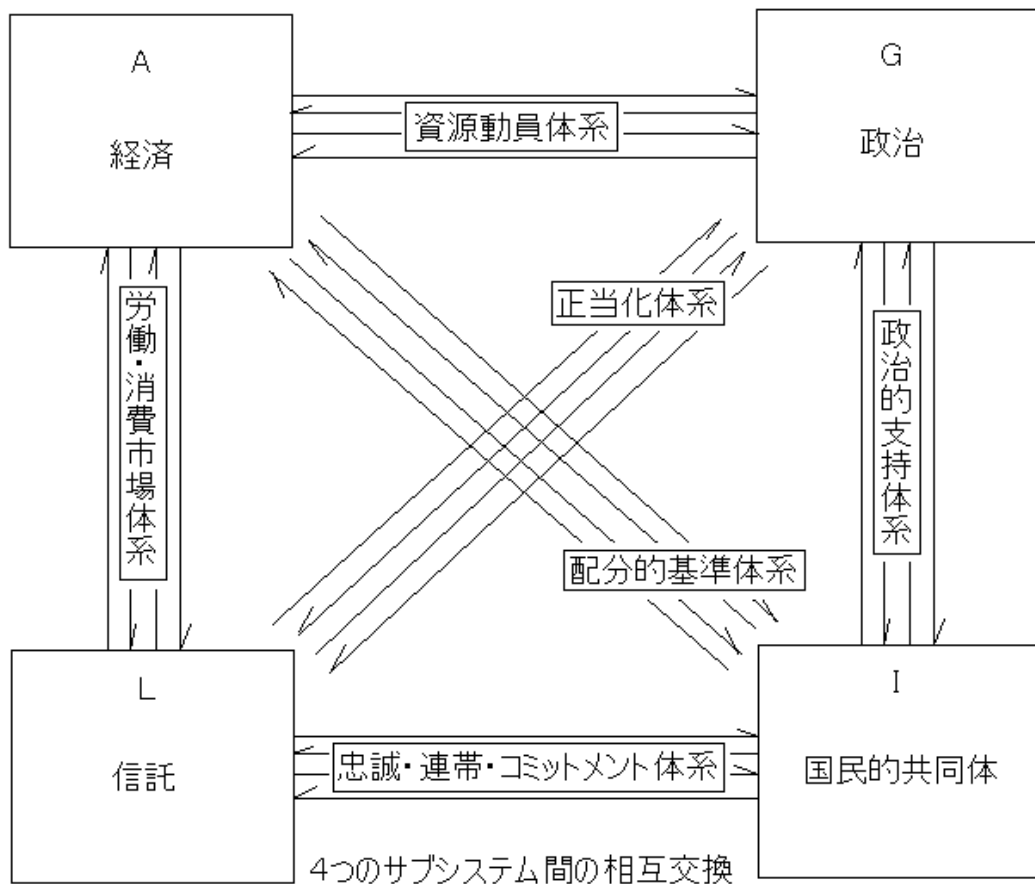 A
経済
G
政治
資源動員体系
正当化体系
労働・消費市場体系
政治的支持体系
配分的基準体系
L
信託
I
国民的共同体
忠誠・連帯・コミットメント体系
4つのサブシステム間の相互交換